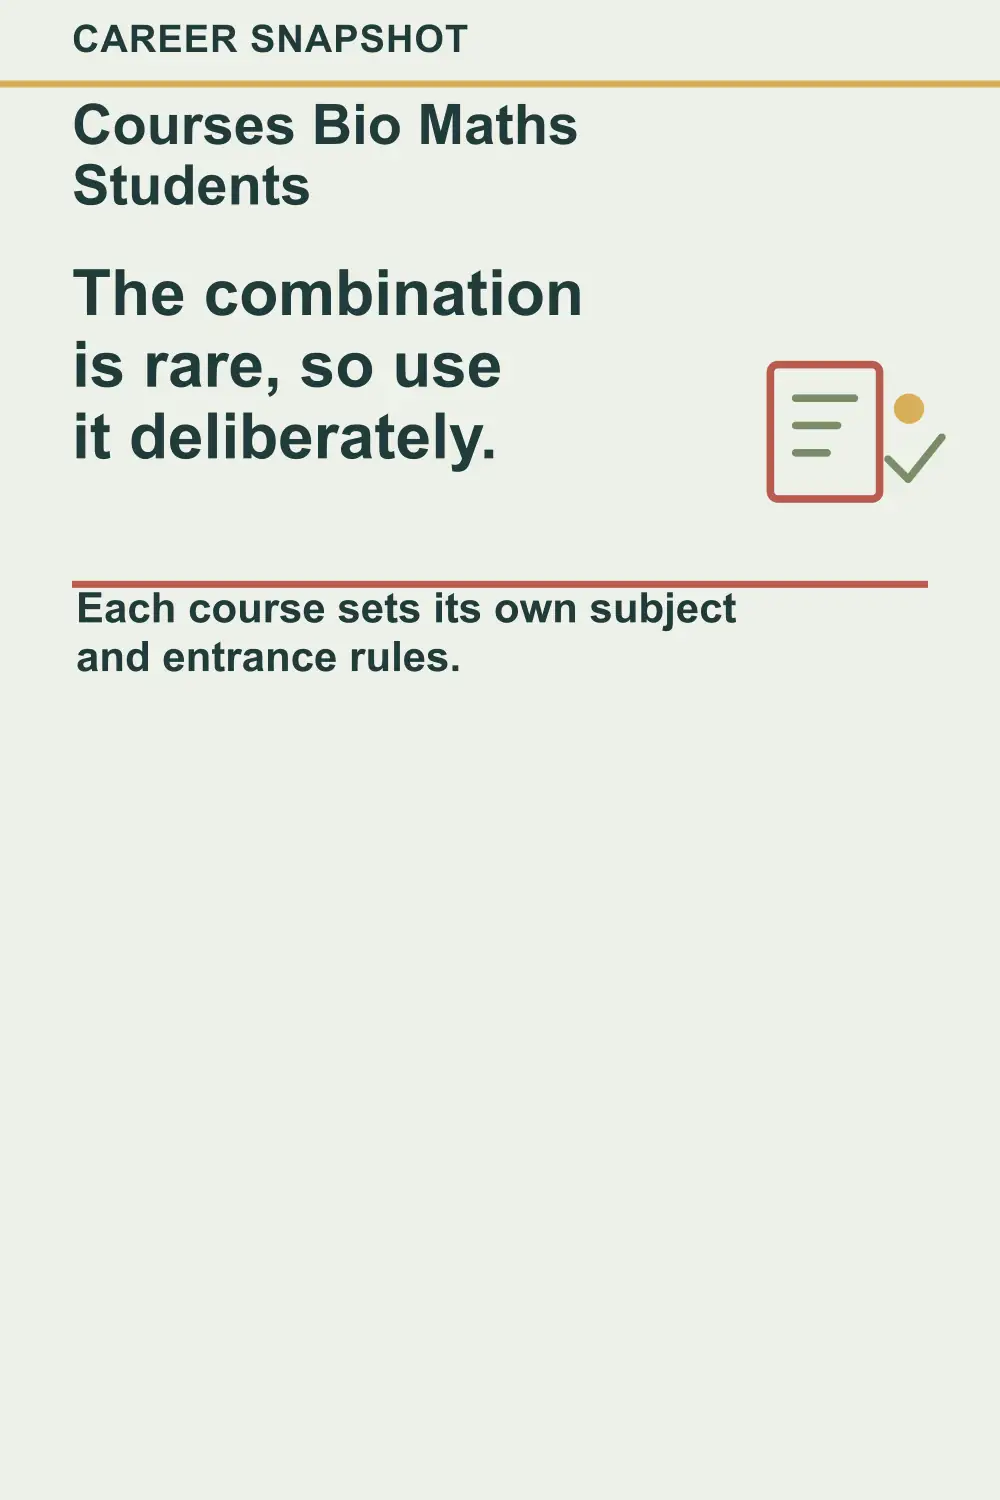 CAREER SNAPSHOT
Courses Bio Maths
Students
The combination
is rare, so use
it deliberately.
Each course sets its own subject
and entrance rules.